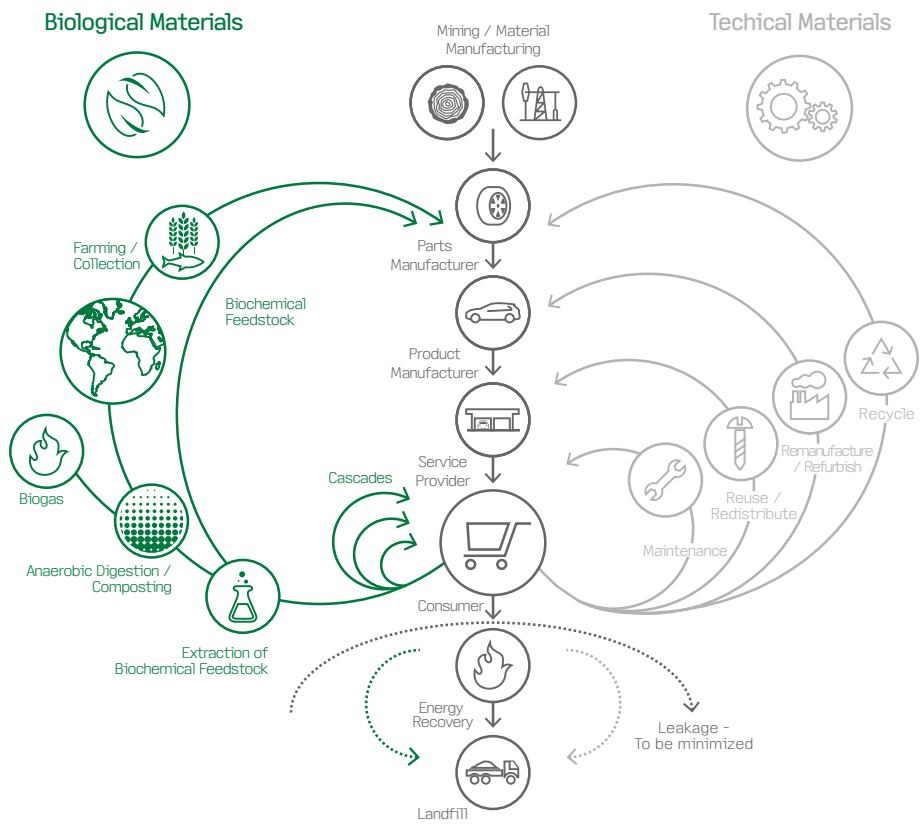 Biological Materials
Techical Materials
Mining / Material
Manufacturing
Farming /
Collection
Parts
Manufacturer
Biochemical
Feedstock
Product
Manufacturer
Recycle
Remanufacture
/ Refurbish
Service
Provider
Cascades
Biogas
Reuse /
Redistribute
Maintenance
Anaerobic Digestion /
Composting
Consumer
Extraction of
Biochemical Feedstock
Energy
Recovery
Leakage -
To be minimized
Landfill